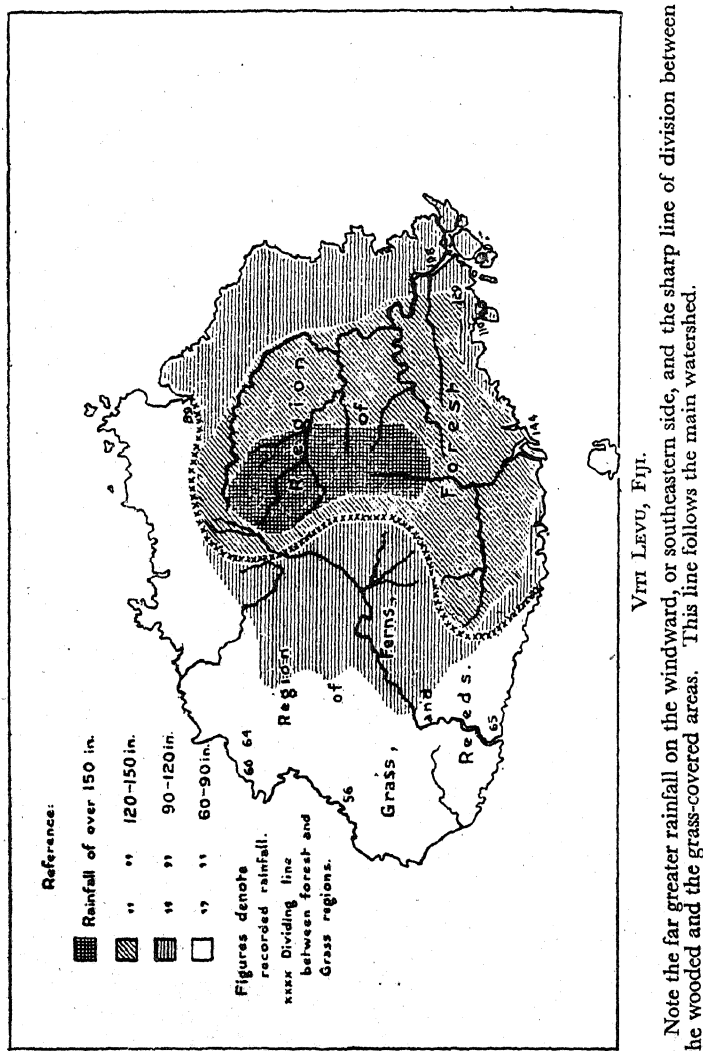 Reference:
Rainfall of over 150 in.
" " 120-150 in.
" " 90-120 in.
" " 60-90 in.
Figures denote
recorded rainfall.
xxxx Dividing line
between forest and
Grass regions.
60 64
56
65
144
Region
of
Grass, Ferns,
and
Reeds.
Region
of
Forest
VITI LEVU, FIJI.
Note the far greater rainfall on the windward, or southeastern side, and the sharp line of division between
he wooded and the grass-covered areas. This line follows the main watershed.